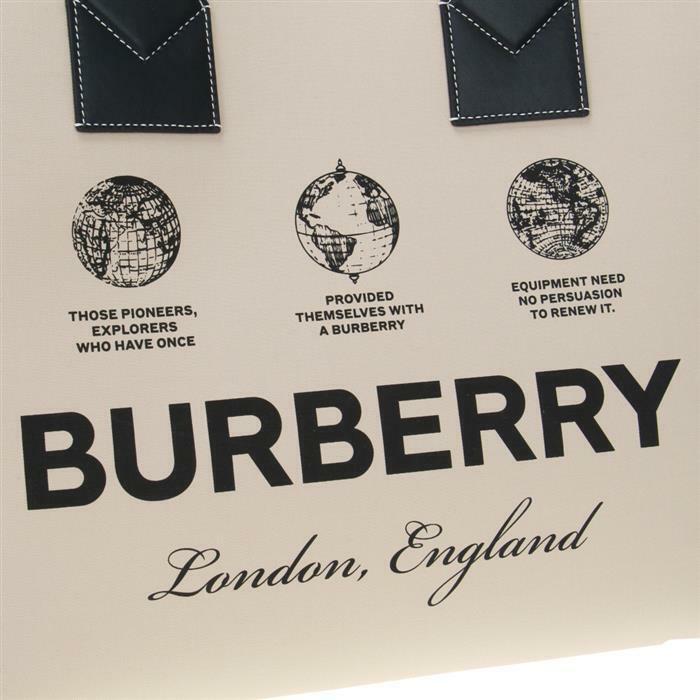 THOSE PIONEERS,
EXPLORERS
WHO HAVE ONCE
PROVIDED
THEMSELVES WITH
A BURBERRY
EQUIPMENT NEED
NO PERSUASION
TO RENEW IT.
BURBERRY
London, England